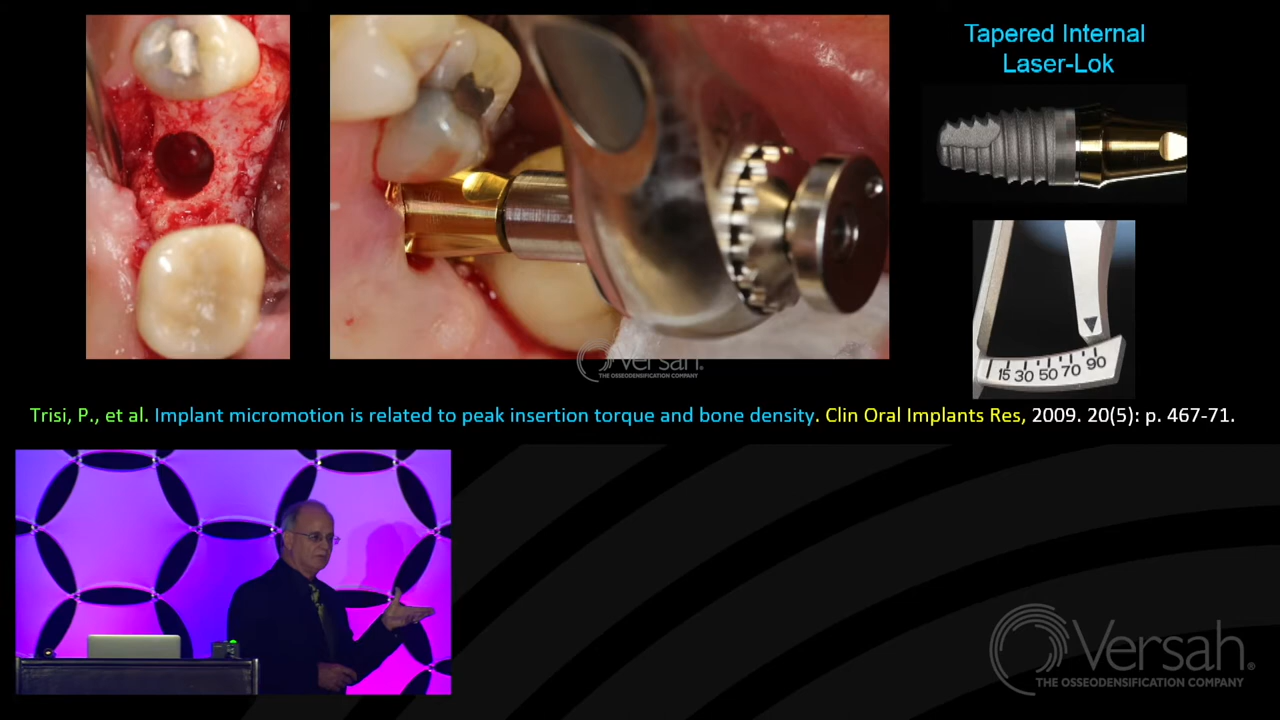 Tapered Internal
Laser-Lok
15 30 50 70 90
Versah®
THE OSSEODENSIFICATION COMPANY
Trisi, P., et al. Implant micromotion is related to peak insertion torque and bone density. Clin Oral Implants Res, 2009. 20(5): p. 467-71.
Versah®
THE OSSEODENSIFICATION COMPANY